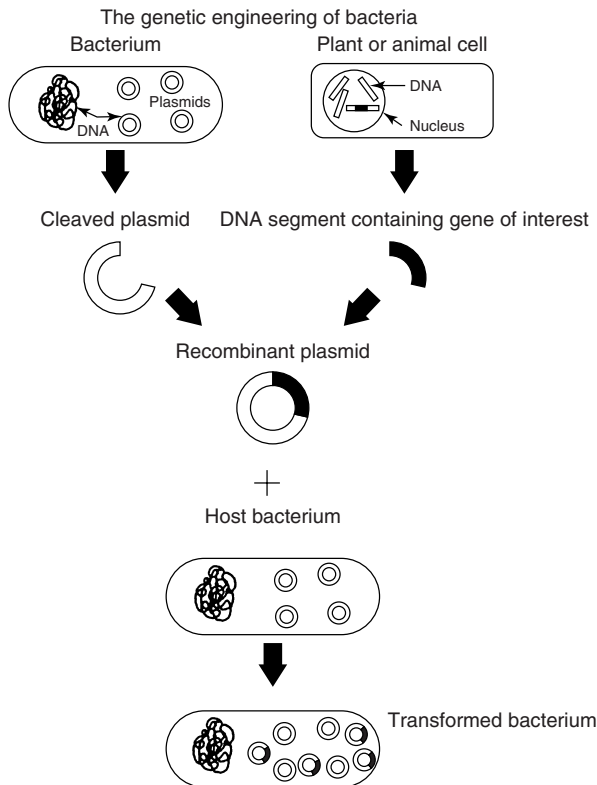 The genetic engineering of bacteria
Bacterium
Plant or animal cell
Plasmids
DNA
DNA
Nucleus
Cleaved plasmid
DNA segment containing gene of interest
Recombinant plasmid
+
Host bacterium
Transformed bacterium